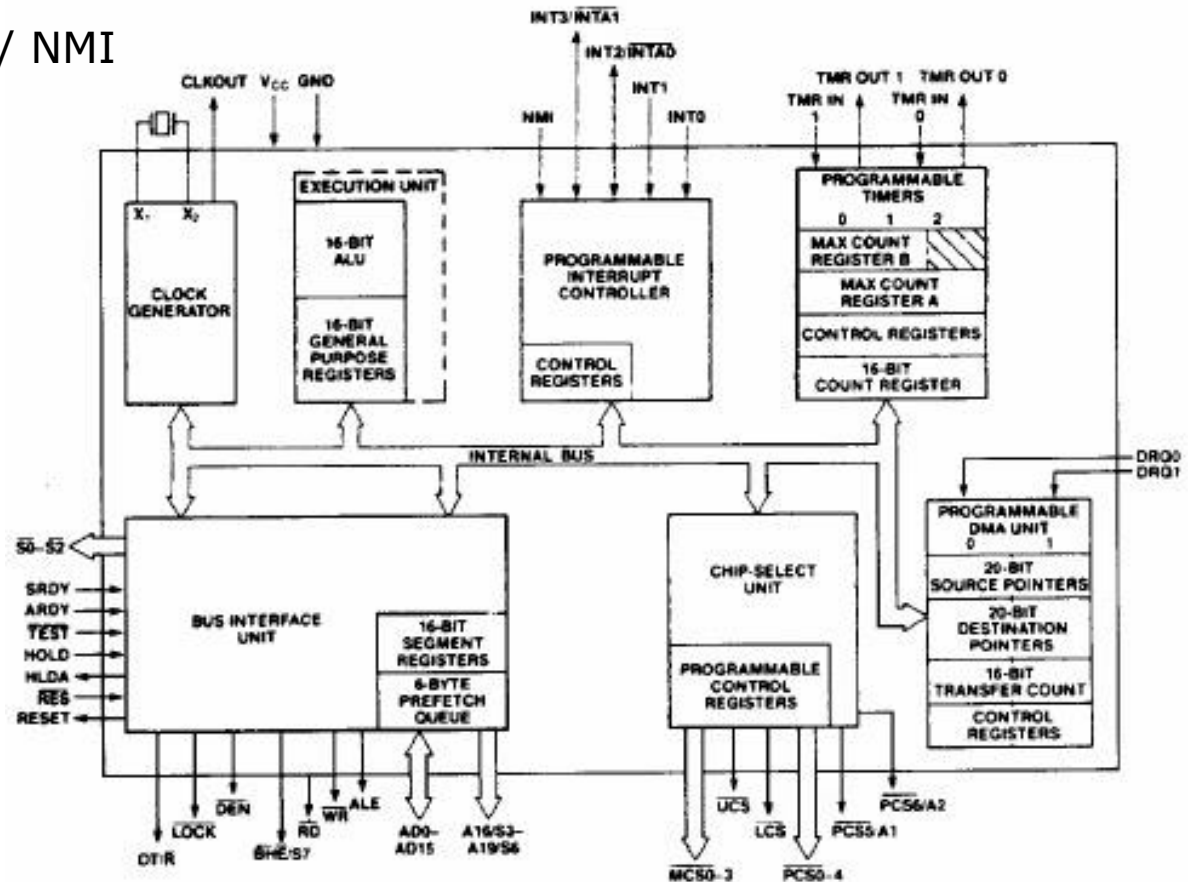 / NMI
INT3/INTA1
INT2/INTA0
CLKOUT VCC GND
NMI
INT1
INT0
TMR OUT 1 TMR OUT 0
TMR IN
1
TMR IN
0
X1 X2
CLOCK
GENERATOR
EXECUTION UNIT
16-BIT
ALU
16-BIT
GENERAL
PURPOSE
REGISTERS
PROGRAMMABLE
INTERRUPT
CONTROLLER
CONTROL
REGISTERS
PROGRAMMABLE
TIMERS
0 1 2
MAX COUNT
REGISTER B
MAX COUNT
REGISTER A
CONTROL REGISTERS
16-BIT
COUNT REGISTER
INTERNAL BUS
DRQ0
DRQ1
S0-S2
SRDY
ARDY
TEST
HOLD
HLDA
RES
RESET
BUS INTERFACE
UNIT
16-BIT
SEGMENT
REGISTERS
6-BYTE
PREFETCH
QUEUE
CHIP-SELECT
UNIT
PROGRAMMABLE
CONTROL
REGISTERS
PROGRAMMABLE
DMA UNIT
0 1
20-BIT
SOURCE POINTERS
20-BIT
DESTINATION
POINTERS
16-BIT
TRANSFER COUNT
CONTROL
REGISTERS
DT/R
LOCK
DEN
BHE/S7
RD
WR
ALE
AD0-
AD15
A16/S3-
A19/S6
MCS0-3
UCS
LCS
PCS0-4
PCS5/A1
PCS6/A2